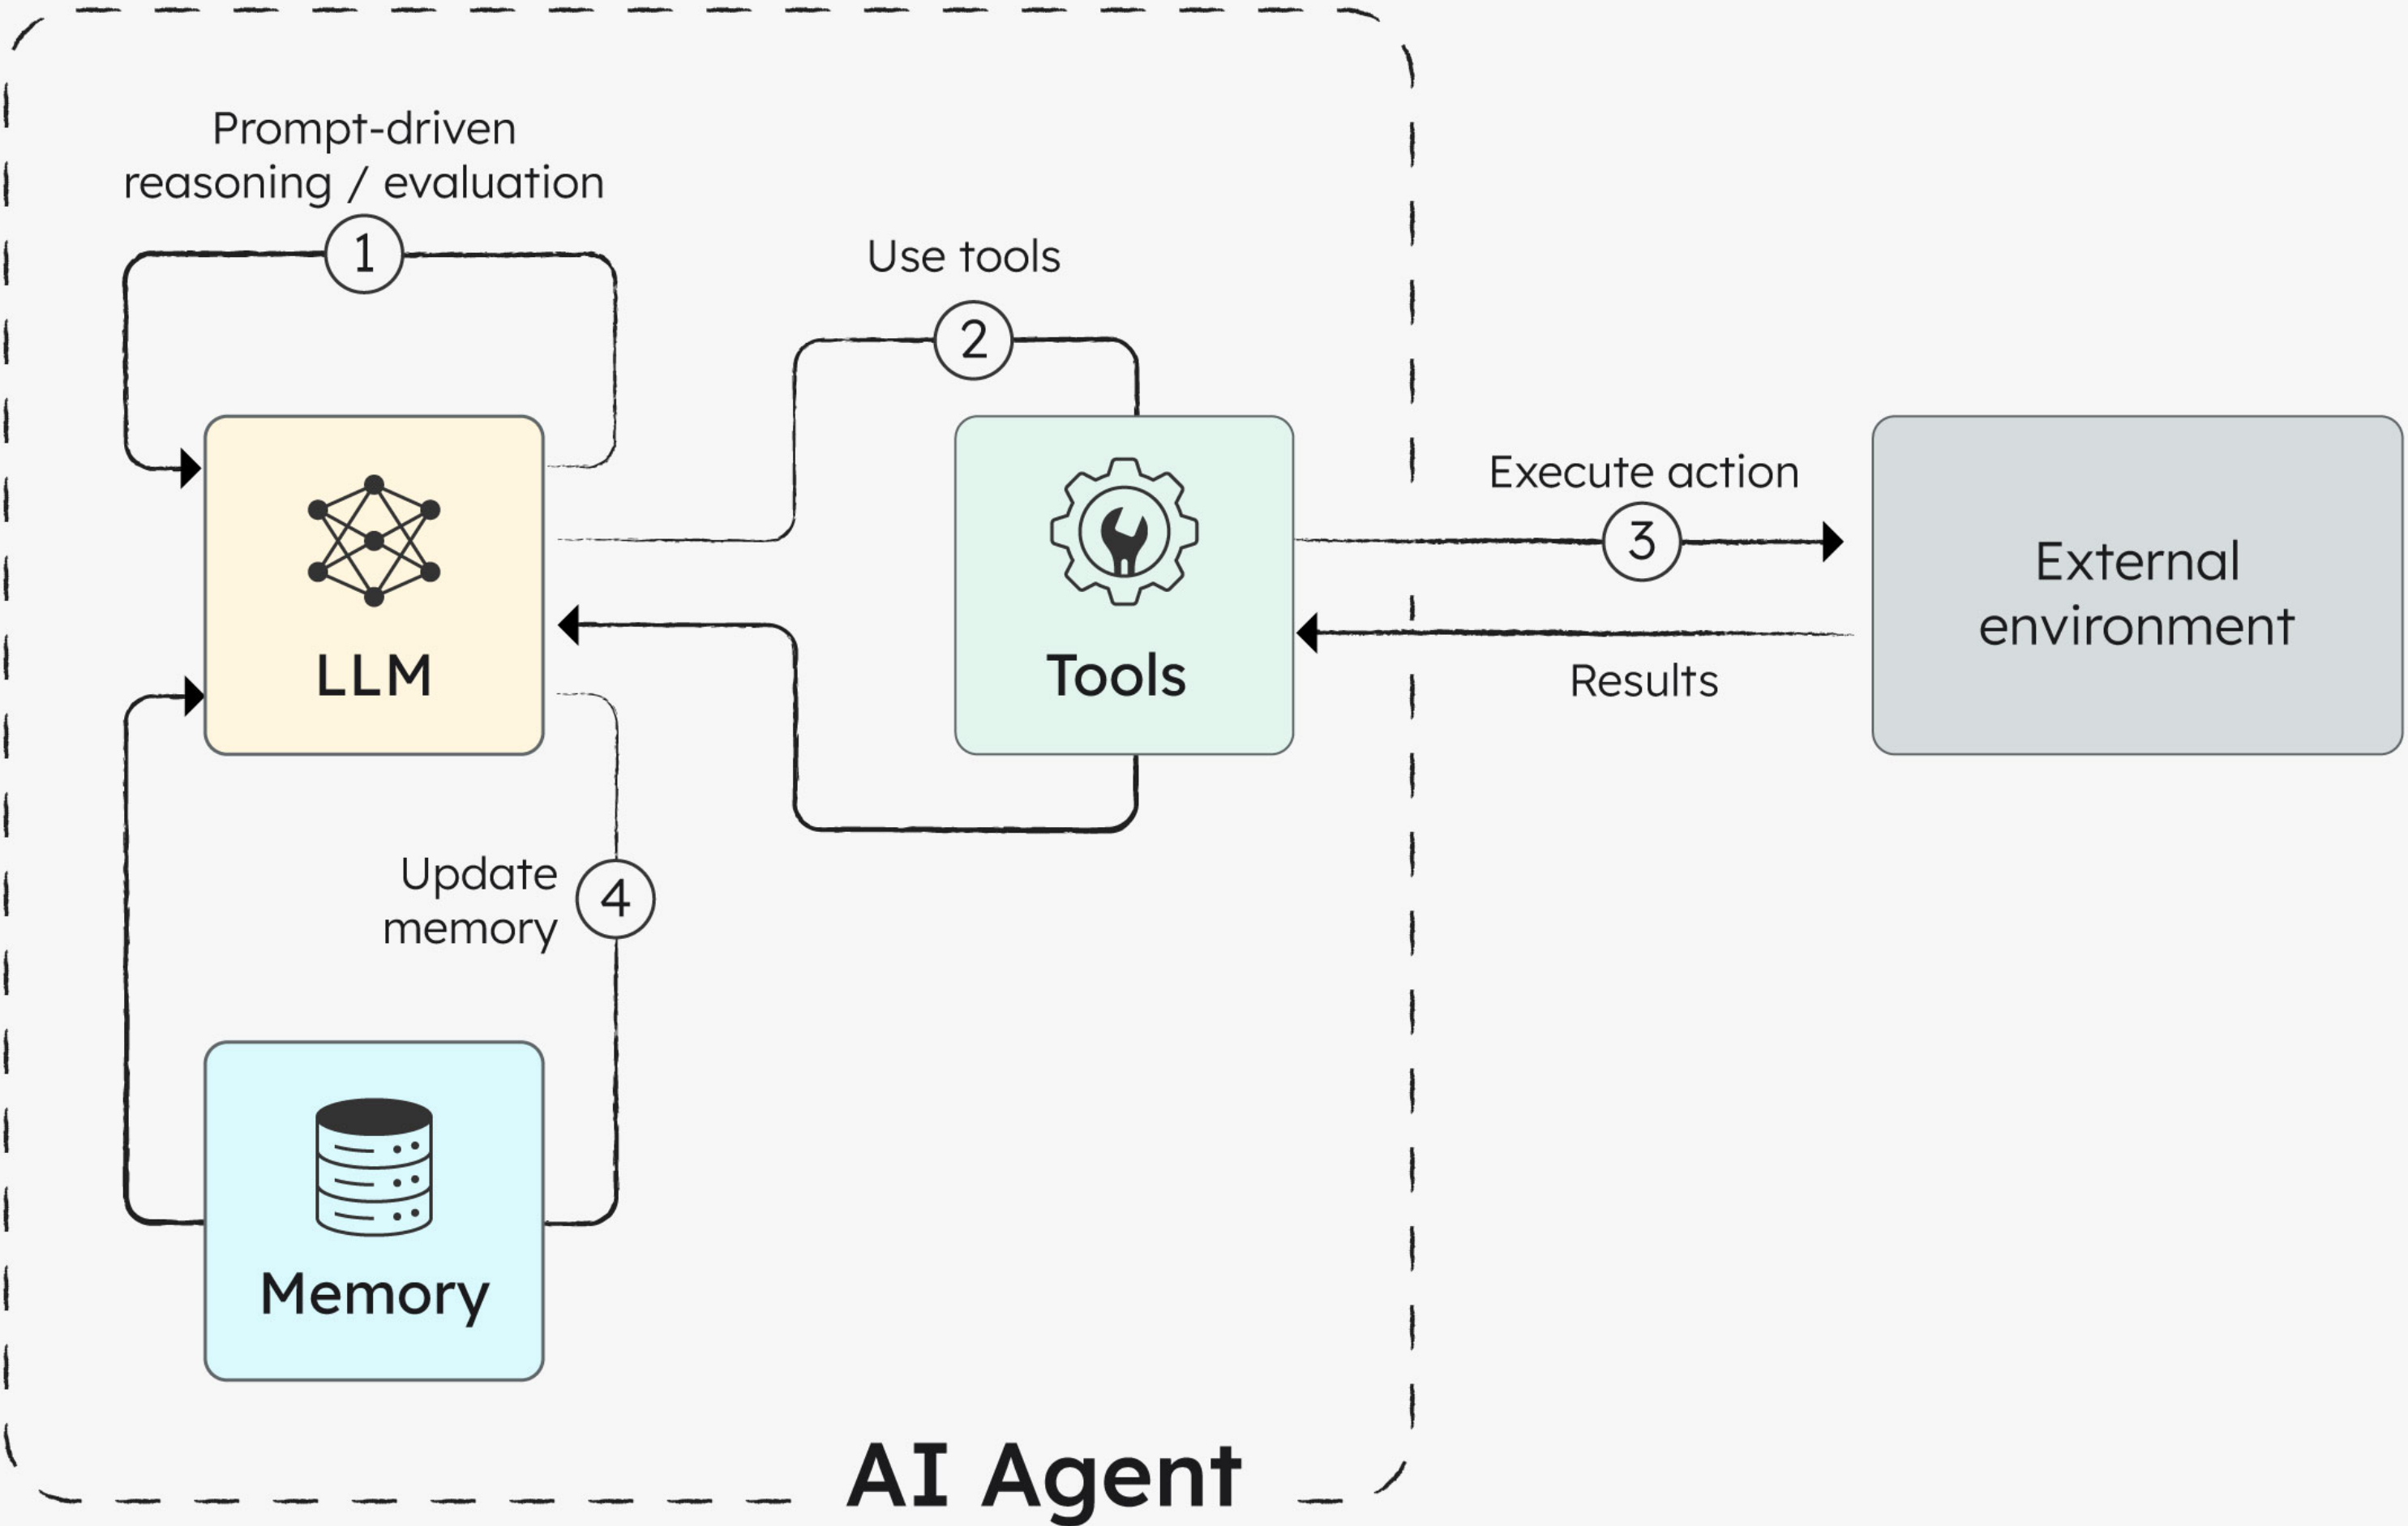 Prompt-driven
reasoning / evaluation
1
Use tools
2
LLM
Tools
Execute action
3
Results
External
environment
Update
memory
4
Memory
AI Agent